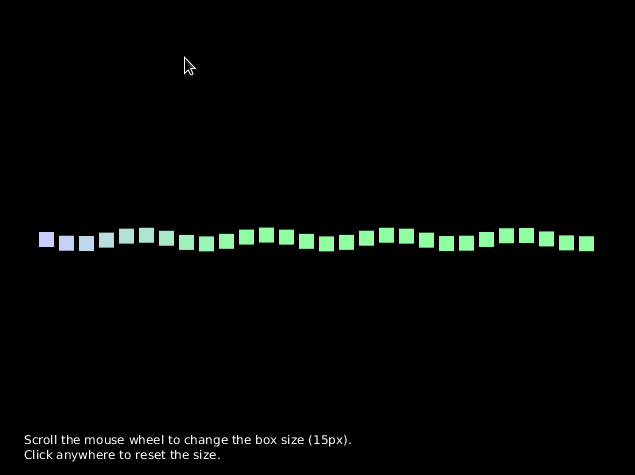 Scroll the mouse wheel to change the box size (15px).
Click anywhere to reset the size.